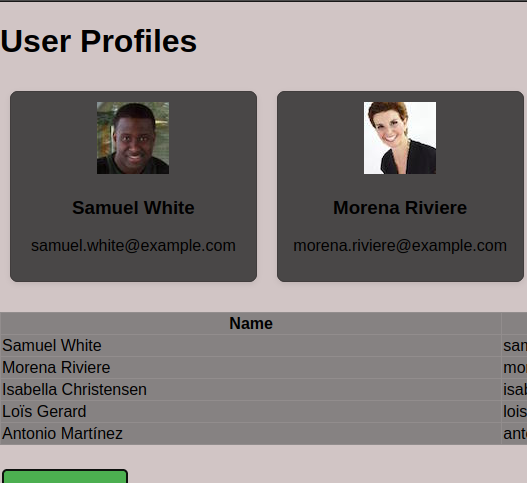 User Profiles
Samuel White
Morena Riviere
samuel.white@example.com
morena.riviere@example.com
Name
Samuel White
sam
Morena Riviere
mor
Isabella Christensen
isab
Loïs Gerard
lois
Antonio Martínez
anto